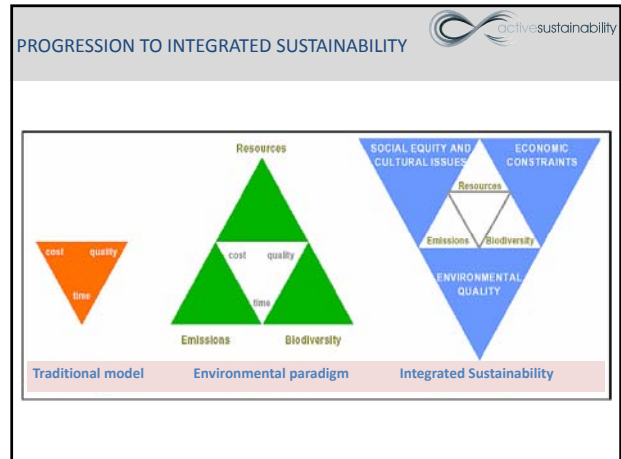 PROGRESSION TO INTEGRATED SUSTAINABILITY
activesustainability
cost quality
time
Traditional model
Resources
cost quality
time
Emissions Biodiversity
Environmental paradigm
SOCIAL EQUITY AND
CULTURAL ISSUES
ECONOMIC
CONSTRAINTS
Resources
Emissions Biodiversity
ENVIRONMENTAL
QUALITY
Integrated Sustainability